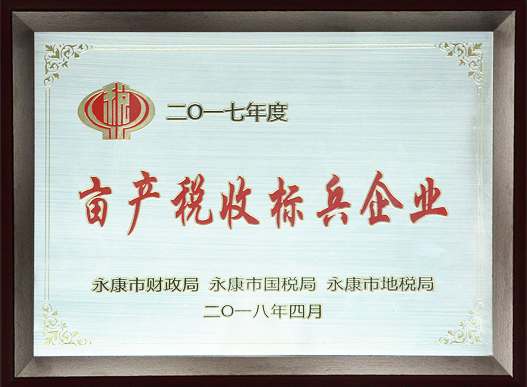 税
二〇一七年度
亩产税收标兵企业
永康市财政局 永康市国税局 永康市地税局
二〇一八年四月